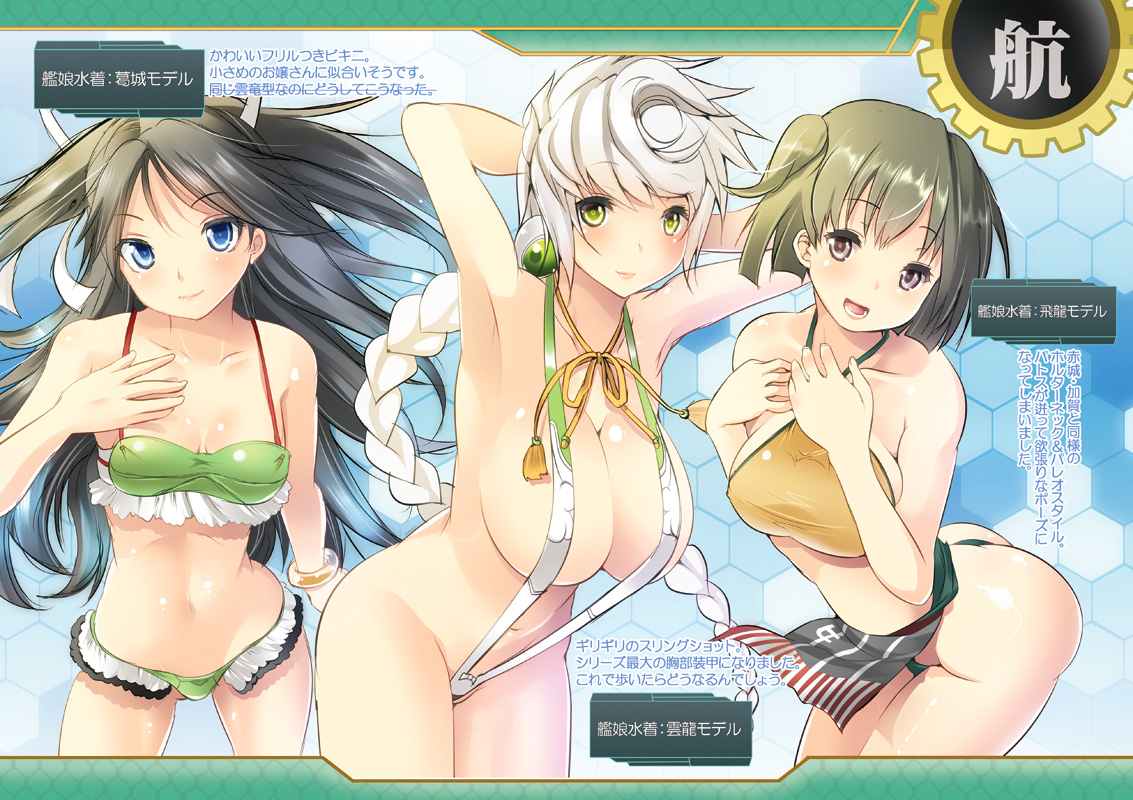 航
艦娘水着：葛城モデル
かわいいフリルつきビキニ。
小さめのお嬢さんに似合いそうです。
同じ雲竜型なのにどうしてこうなった。
艦娘水着：飛龍モデル
赤城・加賀と同様の
ホルターネック&パレオスタイル。
パトスが迸って欲張りなポーズに
なってしまいました。
ギリギリのスリングショット。
シリーズ最大の胸部装甲になりました。
これで歩いたらどうなるんでしょう。
艦娘水着：雲龍モデル